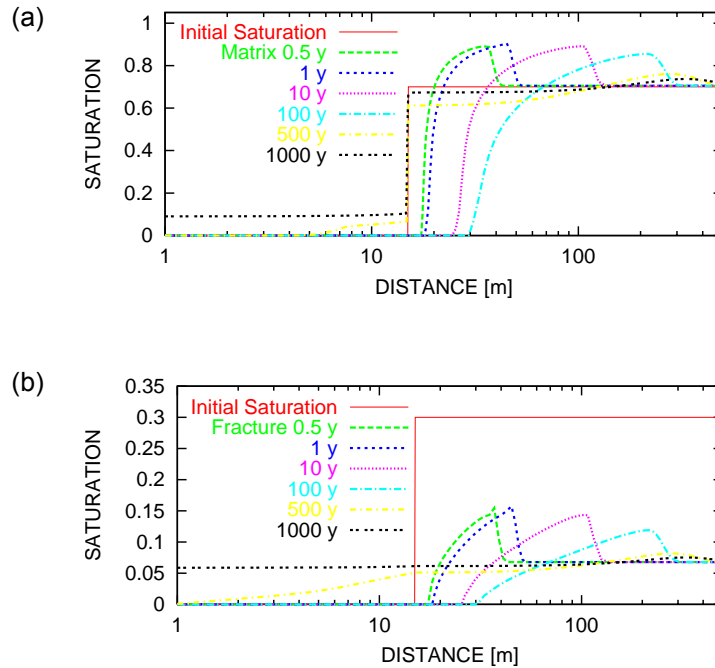 (a)
1
0.8
0.6
0.4
0.2
0
SATURATION
Initial Saturation
Matrix 0.5 y
1 y
10 y
100 y
500 y
1000 y
1
10
100
DISTANCE [m]
(b)
0.35
0.3
0.25
0.2
0.15
0.1
0.05
0
SATURATION
Initial Saturation
Fracture 0.5 y
1 y
10 y
100 y
500 y
1000 y
1
10
100
DISTANCE [m]